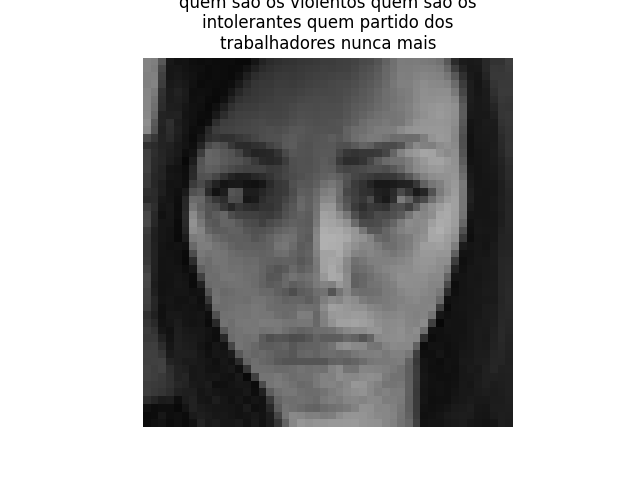 quem são os violentos quem são os
intolerantes quem partido dos
trabalhadores nunca mais